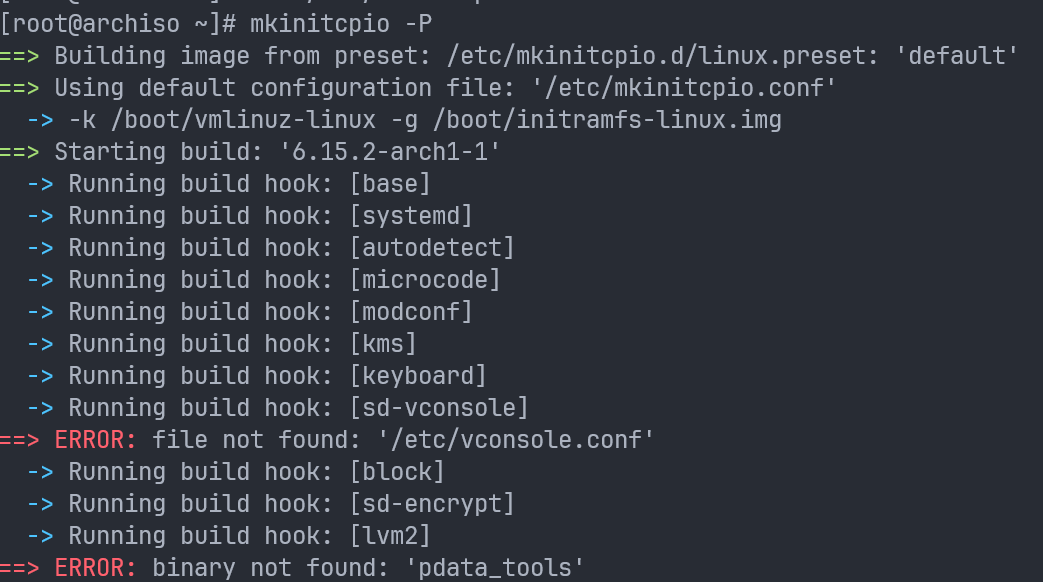 [root@archiso ~]# mkinitcpio -P
==> Building image from preset: /etc/mkinitcpio.d/linux.preset: 'default'
==> Using default configuration file: '/etc/mkinitcpio.conf'
  -> -k /boot/vmlinuz-linux -g /boot/initramfs-linux.img
==> Starting build: '6.15.2-arch1-1'
  -> Running build hook: [base]
  -> Running build hook: [systemd]
  -> Running build hook: [autodetect]
  -> Running build hook: [microcode]
  -> Running build hook: [modconf]
  -> Running build hook: [kms]
  -> Running build hook: [keyboard]
  -> Running build hook: [sd-vconsole]
==> ERROR: file not found: '/etc/vconsole.conf'
  -> Running build hook: [block]
  -> Running build hook: [sd-encrypt]
  -> Running build hook: [lvm2]
==> ERROR: binary not found: 'pdata_tools'